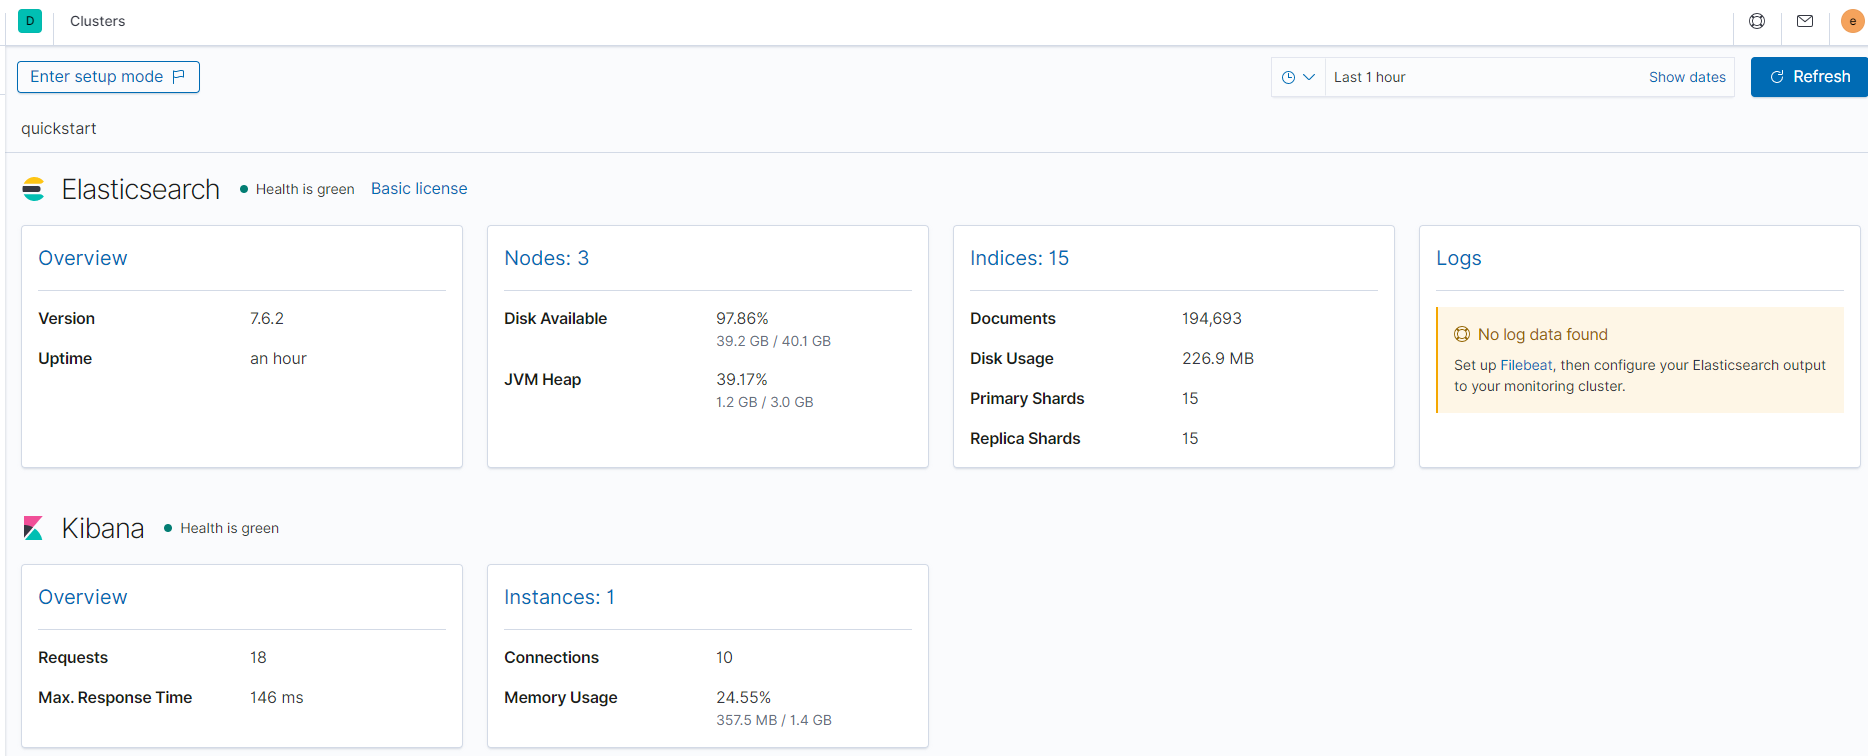 D Clusters e
Enter setup mode Last 1 hour Show dates Refresh
quickstart
Elasticsearch Health is green Basic license
Overview
Version 7.6.2
Uptime an hour
Nodes: 3
Disk Available 97.86%
39.2 GB / 40.1 GB
JVM Heap 39.17%
1.2 GB / 3.0 GB
Indices: 15
Documents 194,693
Disk Usage 226.9 MB
Primary Shards 15
Replica Shards 15
Logs
No log data found
Set up Filebeat, then configure your Elasticsearch output
to your monitoring cluster.
Kibana Health is green
Overview
Requests 18
Max. Response Time 146 ms
Instances: 1
Connections 10
Memory Usage 24.55%
357.5 MB / 1.4 GB